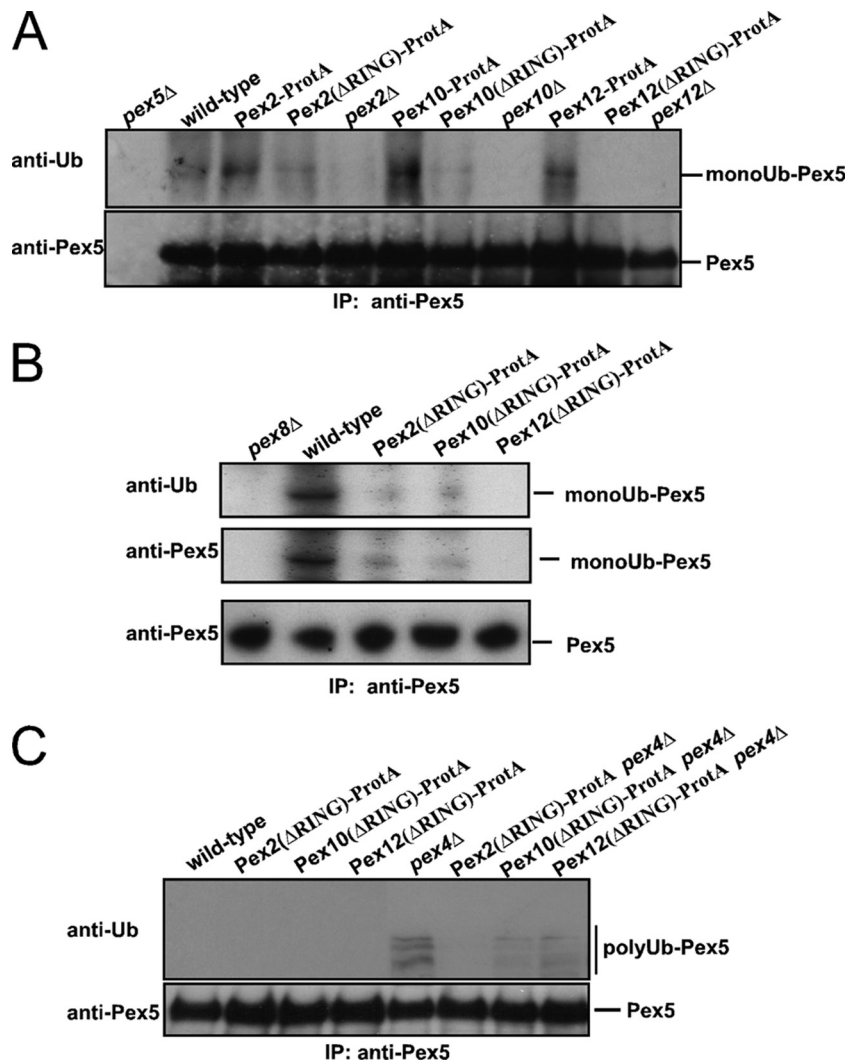 A
pex5Δ
wild-type
Pex2-ProtA
Pex2(ΔRING)-ProtA
pex2Δ
Pex10-ProtA
Pex10(ΔRING)-ProtA
pex10Δ
Pex12-ProtA
Pex12(ΔRING)-ProtA
pex12Δ
anti-Ub
monoUb-Pex5
anti-Pex5
Pex5
IP: anti-Pex5
B
pex8Δ
wild-type
Pex2(ΔRING)-ProtA
Pex10(ΔRING)-ProtA
Pex12(ΔRING)-ProtA
anti-Ub
monoUb-Pex5
anti-Pex5
monoUb-Pex5
anti-Pex5
Pex5
IP: anti-Pex5
C
wild-type
Pex2(ΔRING)-ProtA
Pex10(ΔRING)-ProtA
Pex12(ΔRING)-ProtA
pex4Δ
Pex2(ΔRING)-ProtA pex4Δ
Pex10(ΔRING)-ProtA pex4Δ
Pex12(ΔRING)-ProtA pex4Δ
anti-Ub
polyUb-Pex5
anti-Pex5
Pex5
IP: anti-Pex5